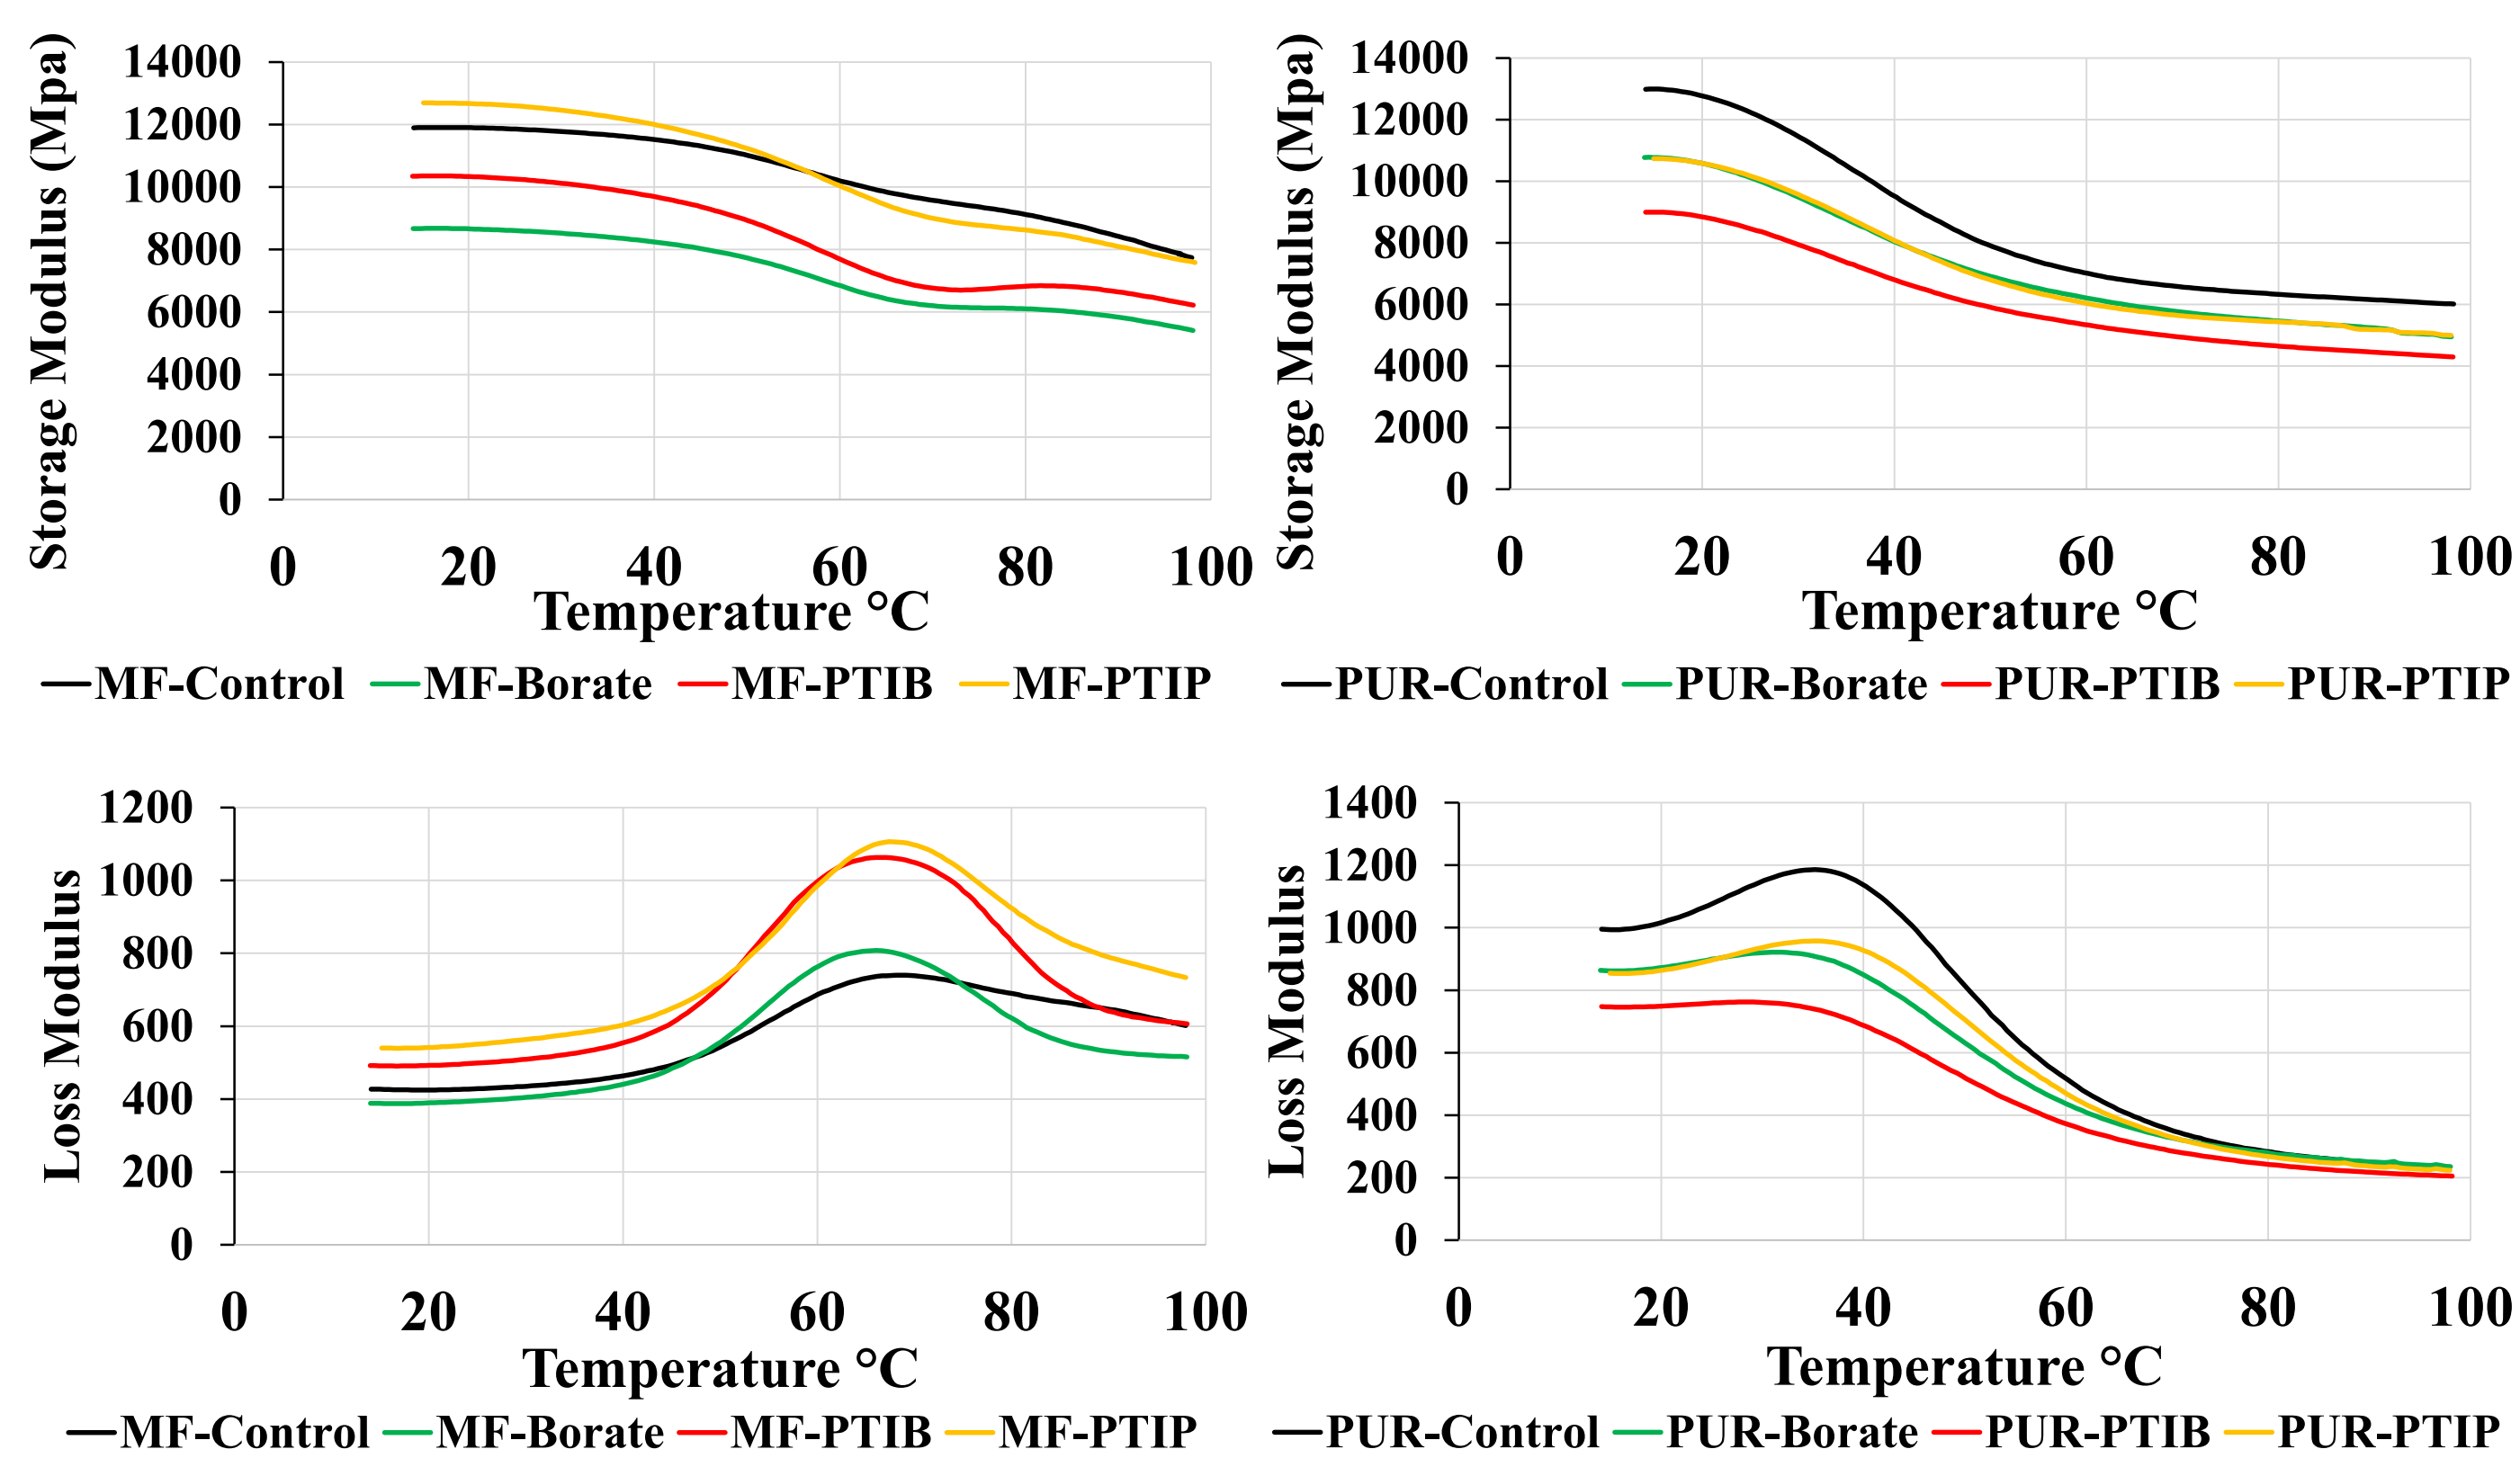 Storage Modulus (Mpa)
14000
12000
10000
8000
6000
4000
2000
0
0 20 40 60 80 100
Temperature °C
MF-Control MF-Borate MF-PTIB MF-PTIP
Storage Modulus (Mpa)
14000
12000
10000
8000
6000
4000
2000
0
0 20 40 60 80 100
Temperature °C
PUR-Control PUR-Borate PUR-PTIB PUR-PTIP
Loss Modulus
1200
1000
800
600
400
200
0
0 20 40 60 80 100
Temperature °C
MF-Control MF-Borate MF-PTIB MF-PTIP
Loss Modulus
1400
1200
1000
800
600
400
200
0
0 20 40 60 80 100
Temperature °C
PUR-Control PUR-Borate PUR-PTIB PUR-PTIP